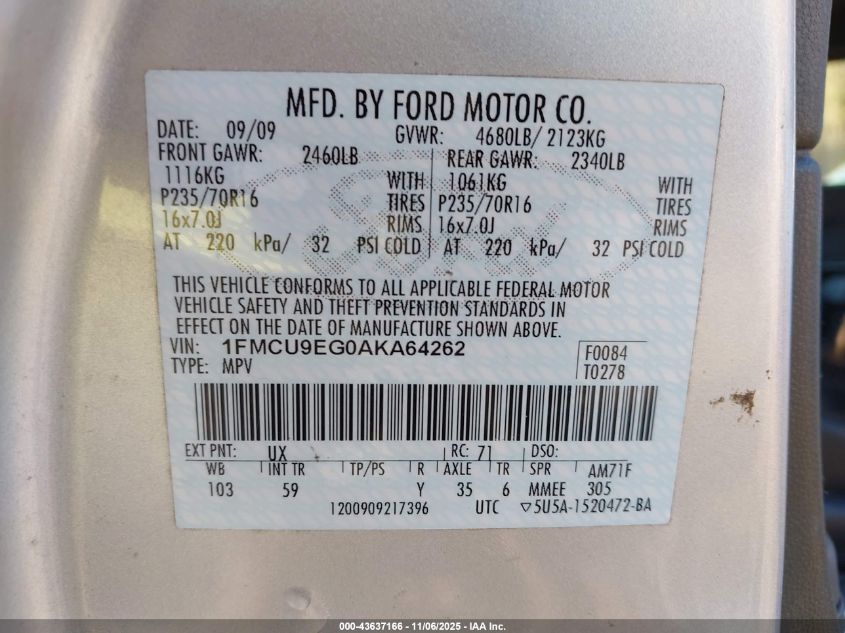 MFD. BY FORD MOTOR CO.
DATE: 09/09 GVWR: 4680LB/ 2123KG
FRONT GAWR: 2460LB REAR GAWR: 2340LB
1116KG WITH 1061KG WITH
P235/70R16 TIRES P235/70R16 TIRES
16x7.0J RIMS 16x7.0J RIMS
AT 220 kPa/ 32 PSI COLD AT 220 kPa/ 32 PSI COLD
THIS VEHICLE CONFORMS TO ALL APPLICABLE FEDERAL MOTOR
VEHICLE SAFETY AND THEFT PREVENTION STANDARDS IN
EFFECT ON THE DATE OF MANUFACTURE SHOWN ABOVE.
VIN: 1FMCU9EG0AKA64262 F0084
TYPE: MPV T0278
EXT PNT: UX RC: 71 DSO:
WB INT TR TP/PS R AXLE TR SPR AM71F
103 59 Y 35 6 MMEE 305
1200909217396 UTC ▽5U5A-1520472-BA
000-43637166 - 11/06/2025 - IAA Inc.